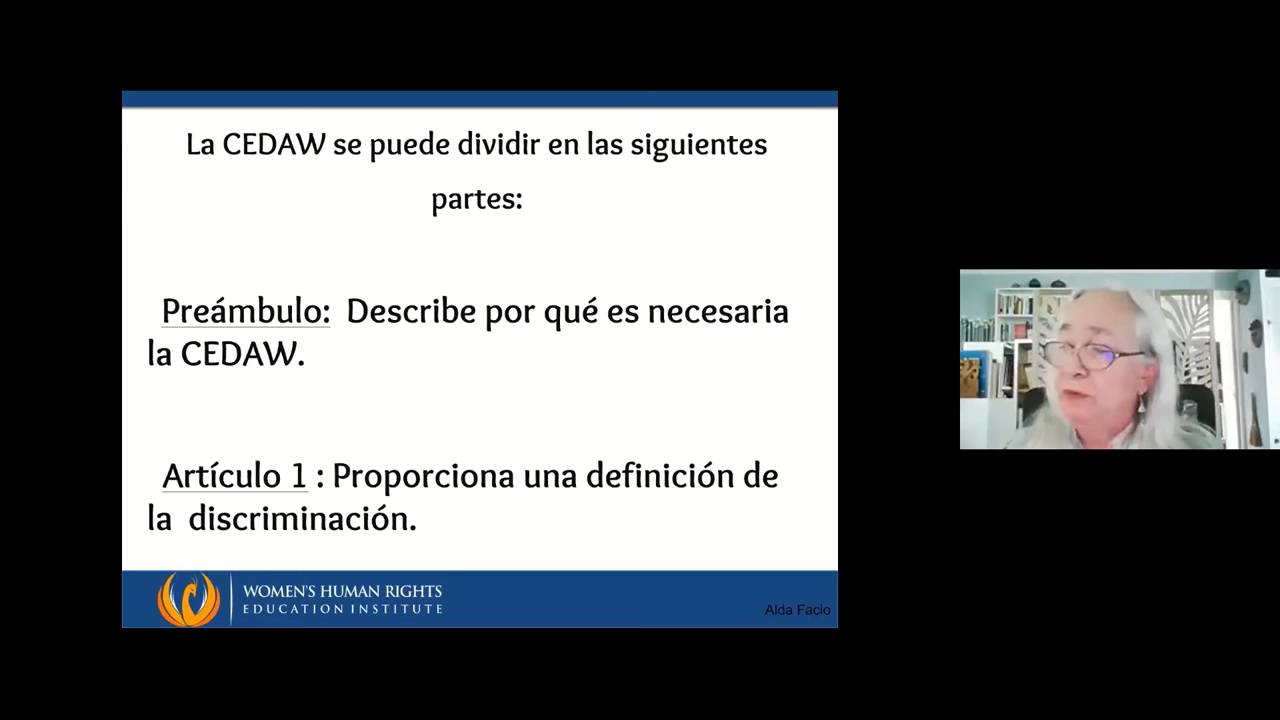 La CEDAW se puede dividir en las siguientes
partes:
Preámbulo: Describe por qué es necesaria
la CEDAW.
Artículo 1 : Proporciona una definición de
la discriminación.
WOMEN'S HUMAN RIGHTS
EDUCATION INSTITUTE
Alda Facio